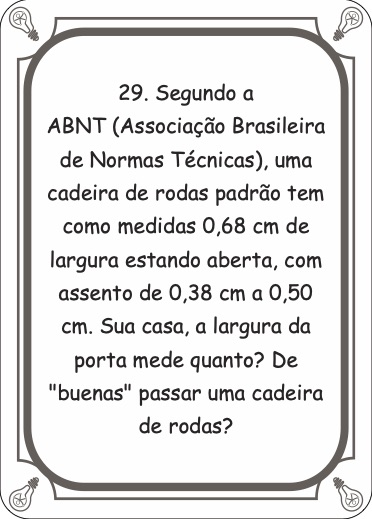 29. Segundo a
ABNT (Associação Brasileira
de Normas Técnicas), uma
cadeira de rodas padrão tem
como medidas 0,68 cm de
largura estando aberta, com
assento de 0,38 cm a 0,50
cm. Sua casa, a largura da
porta mede quanto? De
"buenas" passar uma cadeira
de rodas?